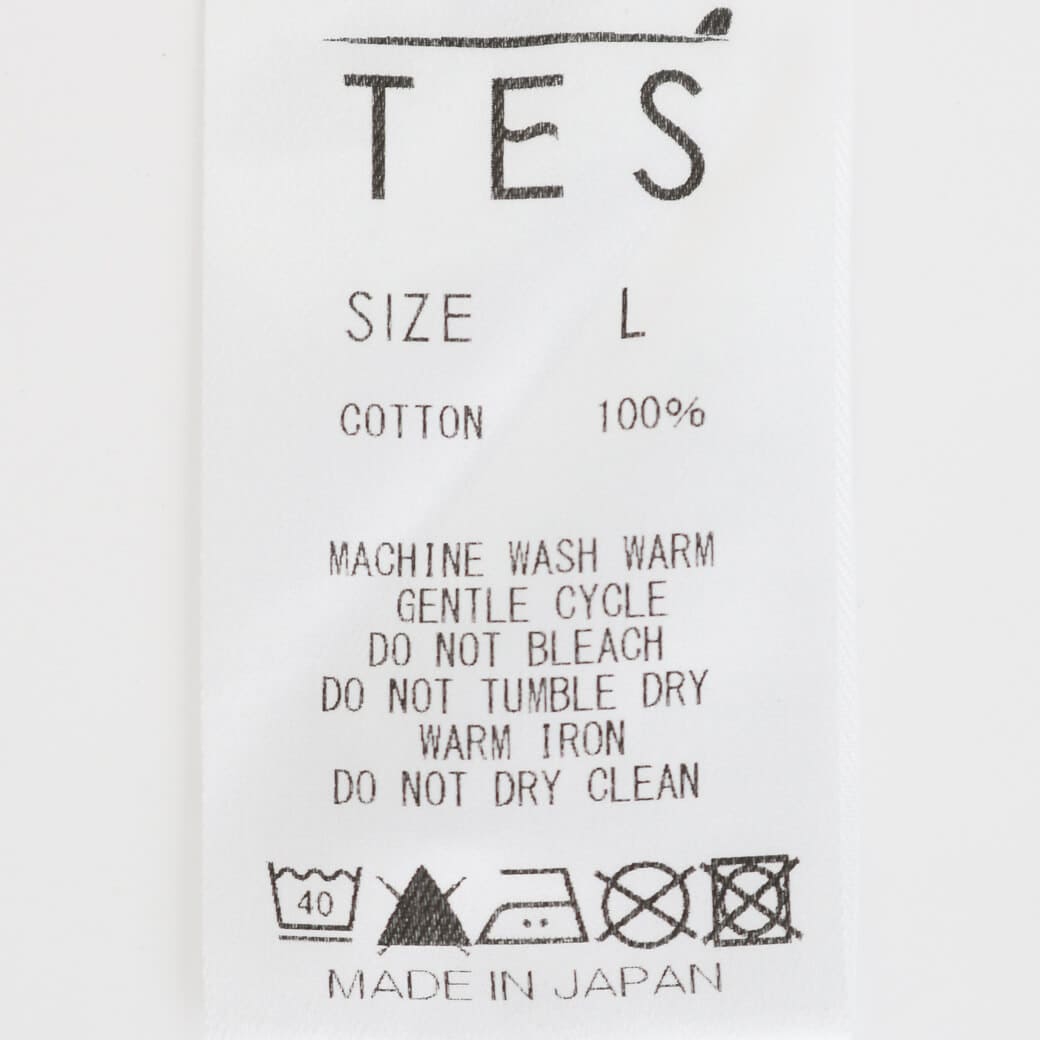 TES
SIZE L
COTTON 100%
MACHINE WASH WARM
GENTLE CYCLE
DO NOT BLEACH
DO NOT TUMBLE DRY
WARM IRON
DO NOT DRY CLEAN
40
MADE IN JAPAN